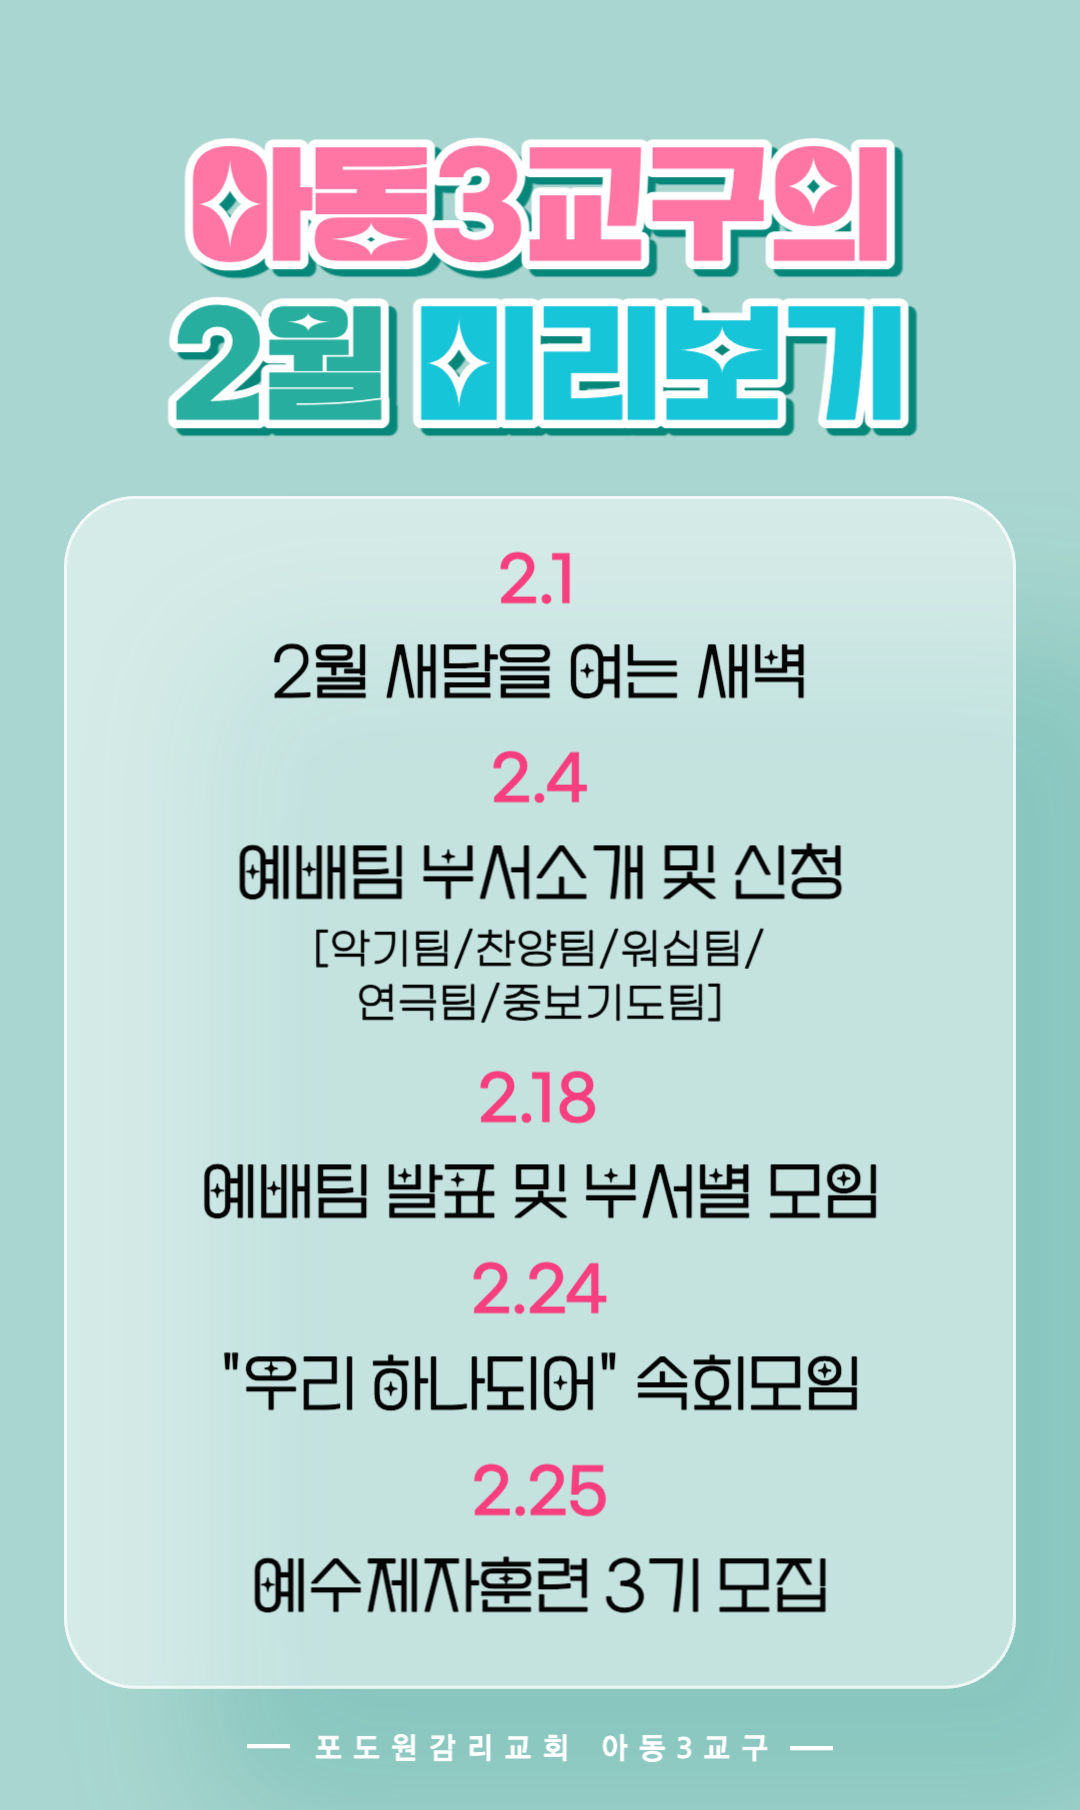 아동3교구의
2월 미리보기
2.1
2월 새달을 여는 새벽
2.4
예배팀 부서소개 및 신청
[악기팀/찬양팀/워십팀/
연극팀/중보기도팀]
2.18
예배팀 발표 및 부서별 모임
2.24
"우리 하나되어" 속회모임
2.25
예수제자훈련 3기 모집
포도원감리교회 아동3교구